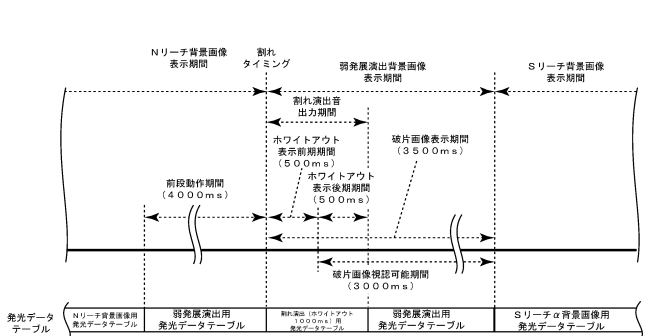 Nリーチ背景画像
表示期間
割れ
タイミング
弱発展演出背景画像
表示期間
Sリーチ背景画像
表示期間
割れ演出音
出力期間
ホワイトアウト
表示前期期間
(500ms)
破片画像表示期間
(3500ms)
ホワイトアウト
表示後期期間
(500ms)
前段動作期間
(4000ms)
破片画像視認可能期間
(3000ms)
発光データ
テーブル
Nリーチ背景画像用
発光データテーブル
弱発展演出用
発光データテーブル
割れ演出(ホワイトアウト
1000ms)用
発光データテーブル
弱発展演出用
発光データテーブル
Sリーチα背景画像用
発光データテーブル